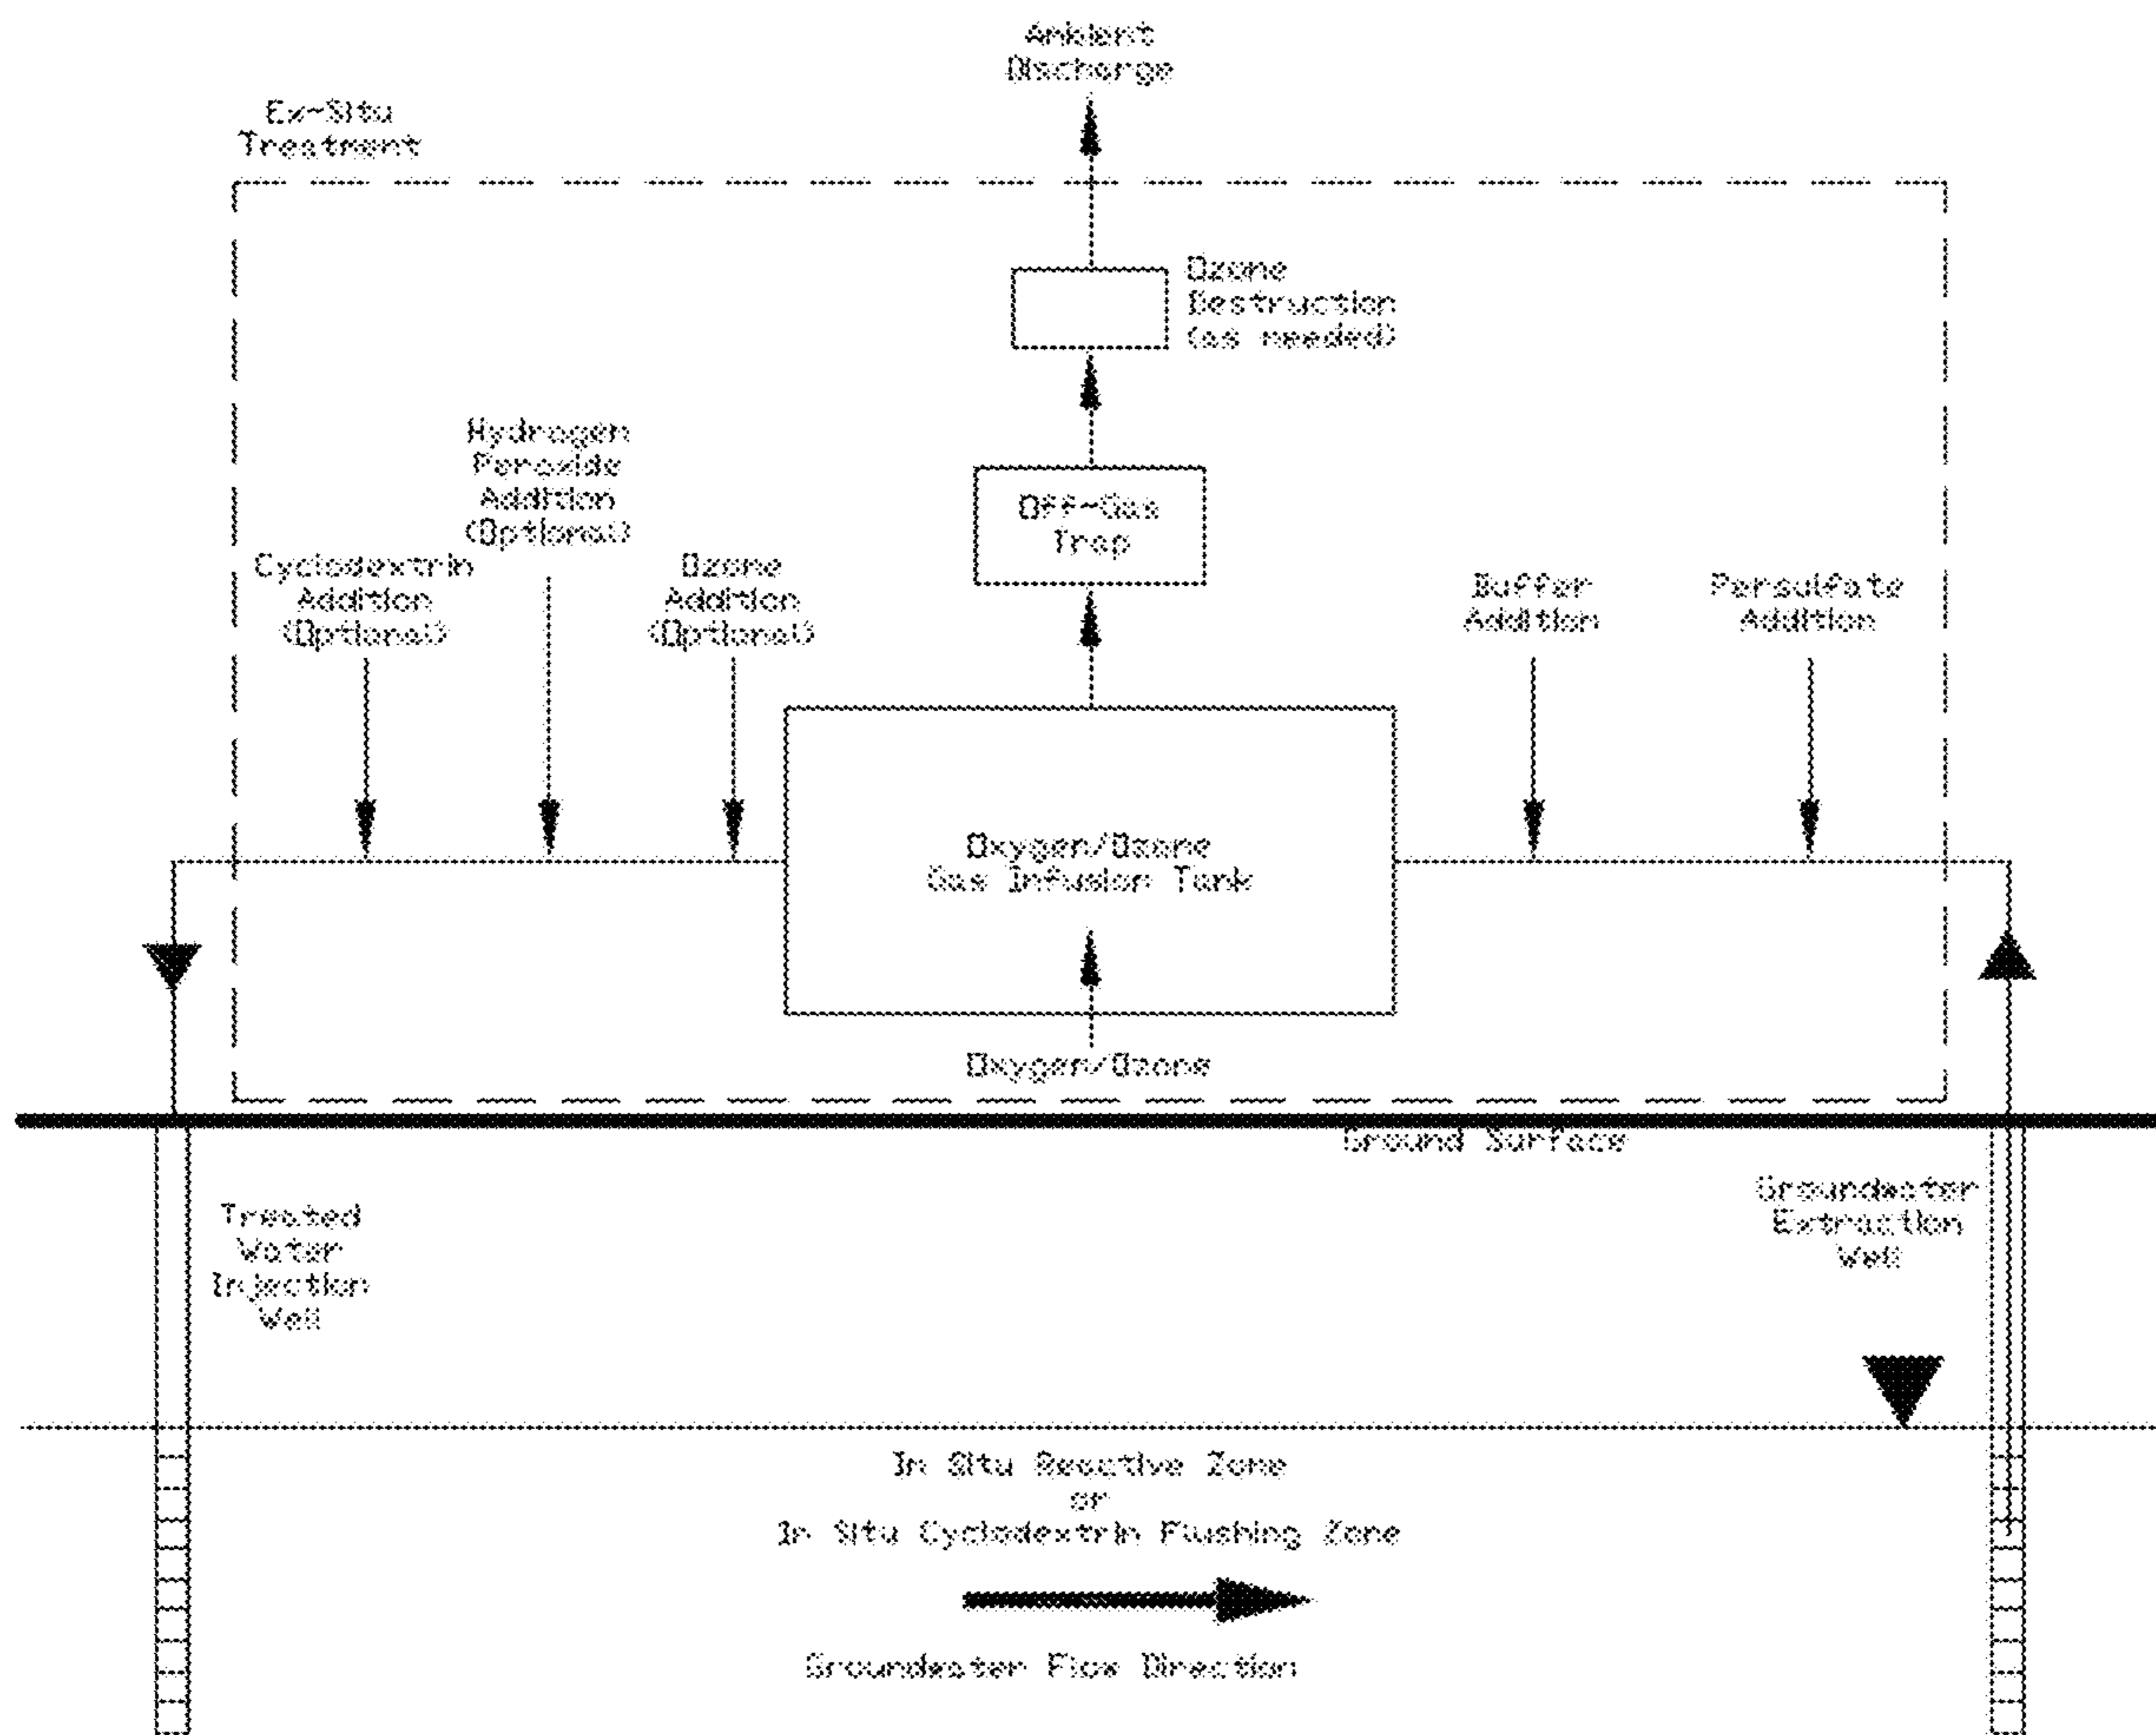 Ambient
Discharge
Ex-Situ
Treatment
Ozone
Destruction
(as needed)
Hydrogen
Peroxide
Addition
(Optional)
Off-Gas
Trap
Cyclodextrin
Addition
(Optional)
Ozone
Addition
(Optional)
Buffer
Addition
Persulfate
Addition
Oxygen/Ozone
Gas Infusion Tank
Oxygen/Ozone
Ground Surface
Treated
Water
Injection
Well
Groundwater
Extraction
Well
In Situ Reactive Zone
or
In Situ Cyclodextrin Flushing Zone
Groundwater Flow Direction